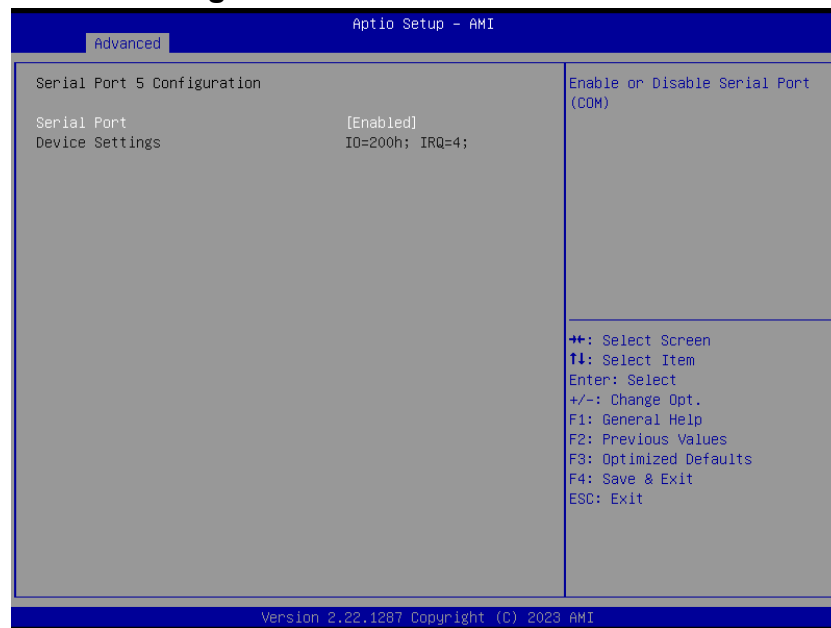 Aptio Setup – AMI
Advanced
Serial Port 5 Configuration
Serial Port [Enabled]
Device Settings IO=200h; IRQ=4;
Enable or Disable Serial Port
(COM)
→←: Select Screen
↑↓: Select Item
Enter: Select
+/-: Change Opt.
F1: General Help
F2: Previous Values
F3: Optimized Defaults
F4: Save & Exit
ESC: Exit
Version 2.22.1287 Copyright (C) 2023 AMI